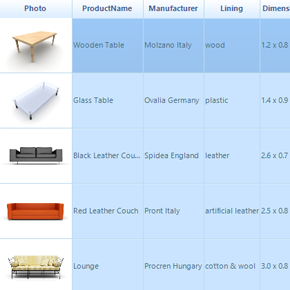 Photo ProductName Manufacturer Lining Dimens
Wooden Table Molzano Italy wood 1.2 x 0.8
Glass Table Ovalia Germany plastic 1.4 x 0.9
Black Leather Cou... Spidea England leather 2.6 x 0.7
Red Leather Couch Pront Italy artificial leather 2.5 x 0.8
Lounge Procren Hungary cotton & wool 3.0 x 0.8